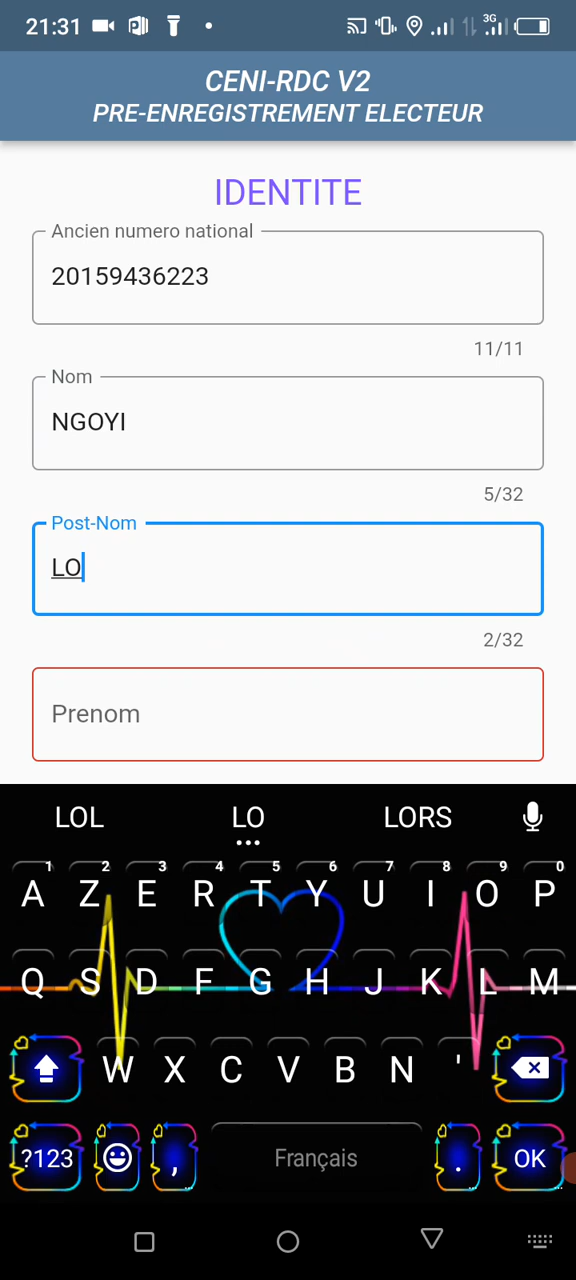 21:31
3G
CENI-RDC V2
PRE-ENREGISTREMENT ELECTEUR
IDENTITE
Ancien numero national
20159436223
11/11
Nom
NGOYI
5/32
Post-Nom
LO
2/32
Prenom
LOL LO LORS
1 2 3 4 5 6 7 8 9 0
A Z E R T Y U I O P
Q S D F G H J K L M
W X C V B N '
?123 , Français . OK